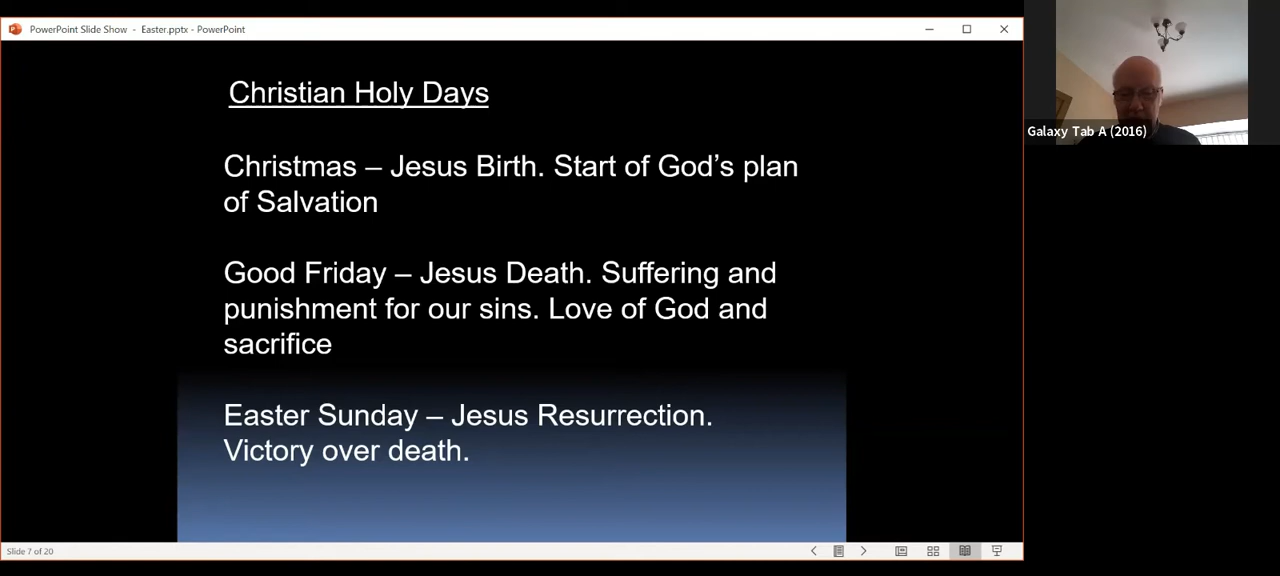 PowerPoint Slide Show - Easter.pptx - PowerPoint
Christian Holy Days
Christmas – Jesus Birth. Start of God’s plan
of Salvation
Good Friday – Jesus Death. Suffering and
punishment for our sins. Love of God and
sacrifice
Easter Sunday – Jesus Resurrection.
Victory over death.
Slide 7 of 20
Galaxy Tab A (2016)